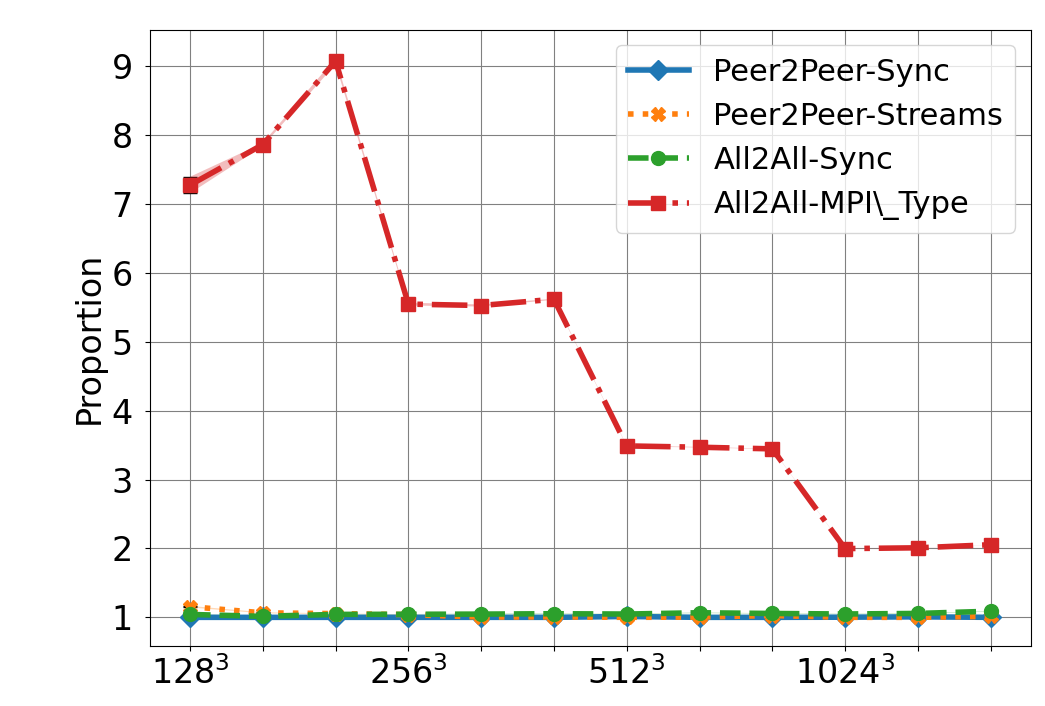 Peer2Peer-Sync
Peer2Peer-Streams
All2All-Sync
All2All-MPI\_Type
Proportion
9
8
7
6
5
4
3
2
1
128³
256³
512³
1024³